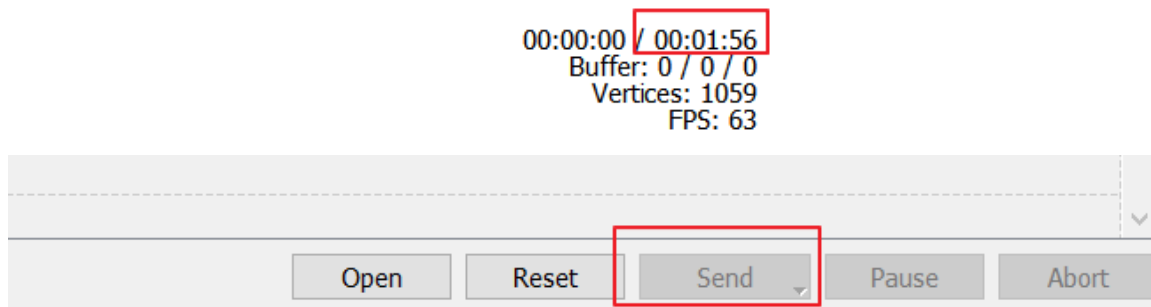 00:00:00 / 00:01:56
Buffer: 0 / 0 / 0
Vertices: 1059
FPS: 63
Open Reset Send Pause Abort